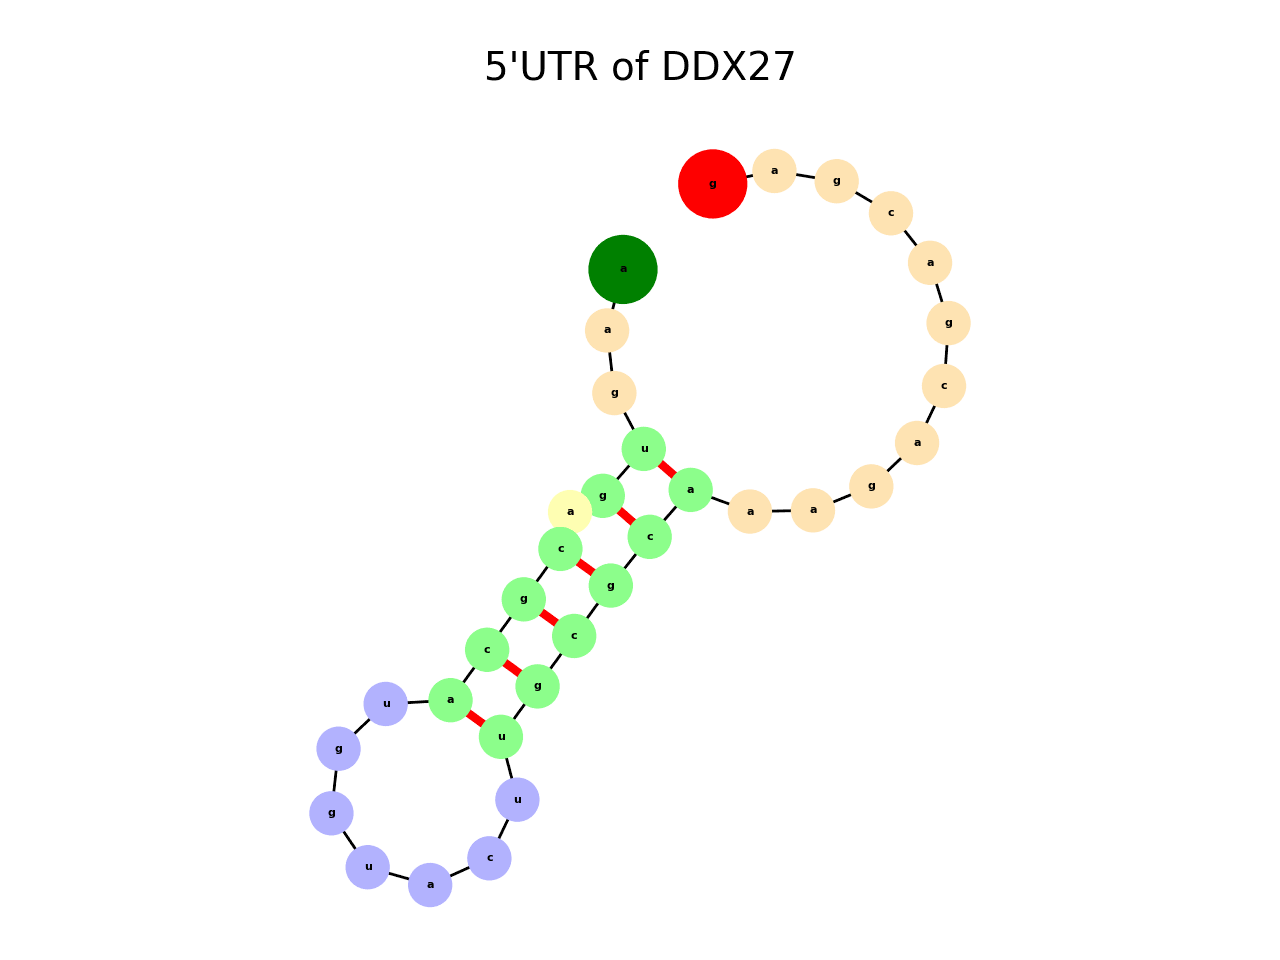 5'UTR of DDX27
g a g
c
a a
a g
g c
u a
g a g
a a a
c c
g g
c c
u a g
g u
g u
u c
a